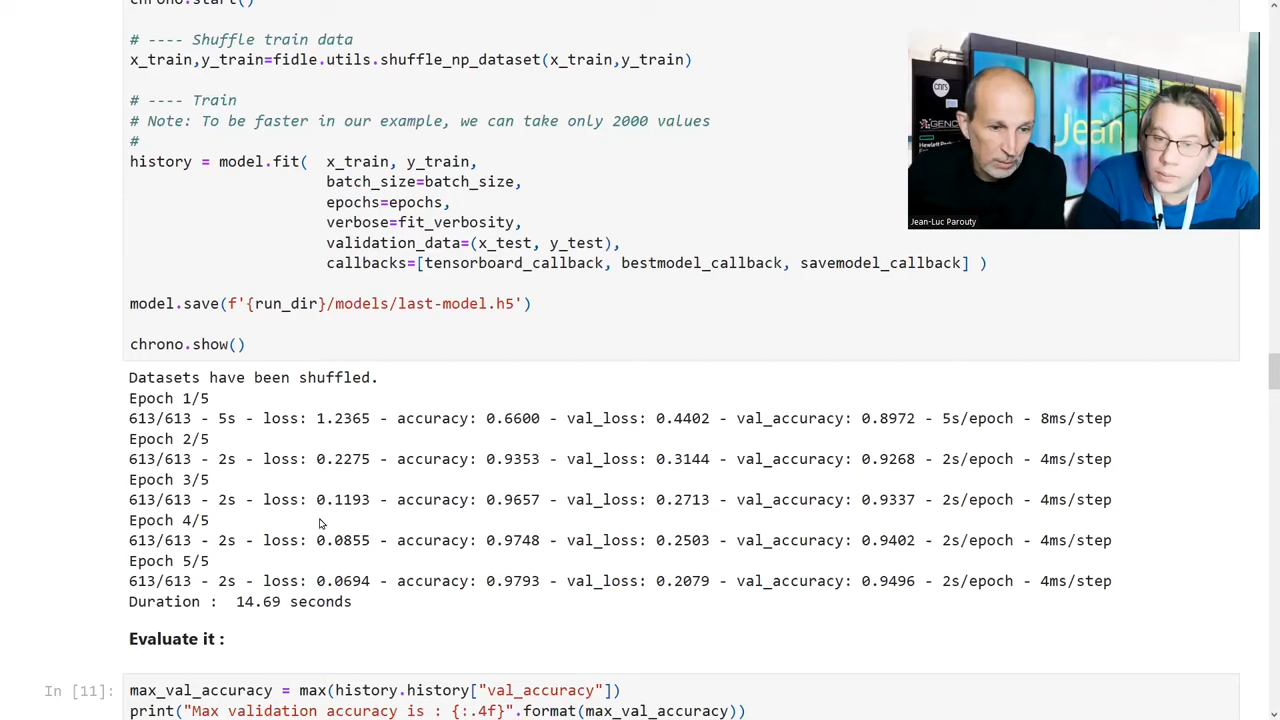 chrono.start()
# ---- Shuffle train data
x_train,y_train=fidle.utils.shuffle_np_dataset(x_train,y_train)
# ---- Train
# Note: To be faster in our example, we can take only 2000 values
#
history = model.fit(  x_train, y_train,
batch_size=batch_size,
epochs=epochs,
verbose=fit_verbosity,
validation_data=(x_test, y_test),
callbacks=[tensorboard_callback, bestmodel_callback, savemodel_callback] )
model.save(f'{run_dir}/models/last-model.h5')
chrono.show()
cnrs
GENCI
Hewlett Packard
Jean
Jean-Luc Parouty
Datasets have been shuffled.
Epoch 1/5
613/613 - 5s - loss: 1.2365 - accuracy: 0.6600 - val_loss: 0.4402 - val_accuracy: 0.8972 - 5s/epoch - 8ms/step
Epoch 2/5
613/613 - 2s - loss: 0.2275 - accuracy: 0.9353 - val_loss: 0.3144 - val_accuracy: 0.9268 - 2s/epoch - 4ms/step
Epoch 3/5
613/613 - 2s - loss: 0.1193 - accuracy: 0.9657 - val_loss: 0.2713 - val_accuracy: 0.9337 - 2s/epoch - 4ms/step
Epoch 4/5
613/613 - 2s - loss: 0.0855 - accuracy: 0.9748 - val_loss: 0.2503 - val_accuracy: 0.9402 - 2s/epoch - 4ms/step
Epoch 5/5
613/613 - 2s - loss: 0.0694 - accuracy: 0.9793 - val_loss: 0.2079 - val_accuracy: 0.9496 - 2s/epoch - 4ms/step
Duration :  14.69 seconds
Evaluate it :
In [11]: max_val_accuracy = max(history.history["val_accuracy"])
print("Max validation accuracy is : {:.4f}".format(max_val_accuracy))